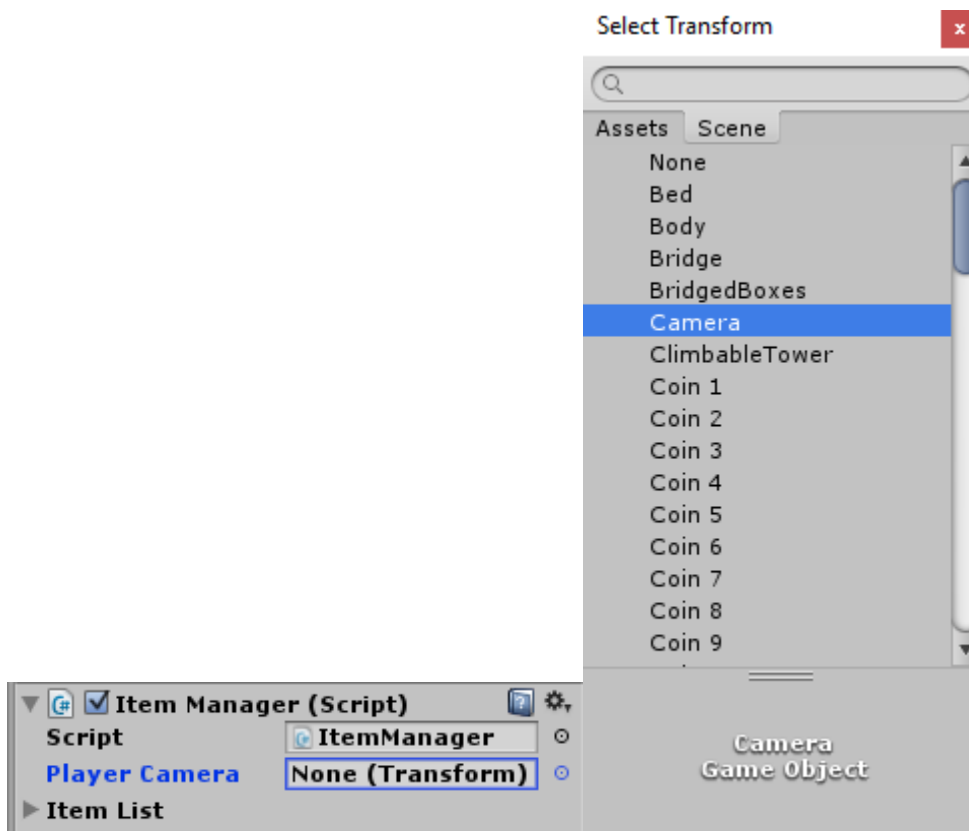 Select Transform
x
Assets Scene
None
Bed
Body
Bridge
BridgedBoxes
Camera
ClimbableTower
Coin 1
Coin 2
Coin 3
Coin 4
Coin 5
Coin 6
Coin 7
Coin 8
Coin 9
Camera
Game Object
Item Manager (Script)
Script ItemManager
Player Camera None (Transform)
Item List